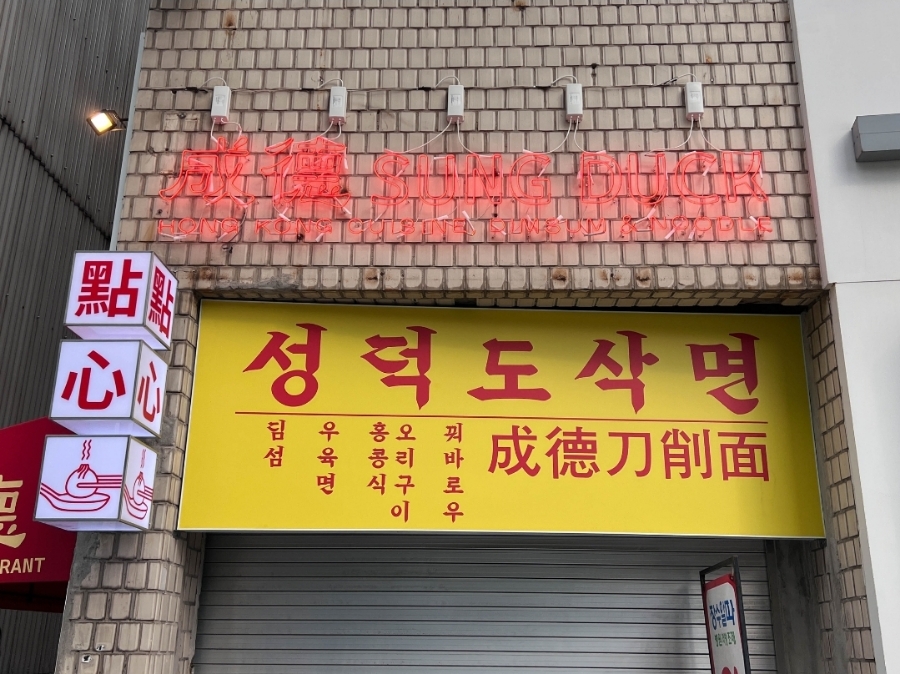 成德 SUNG DUCK
HONG KONG CUISINE, DIMSUM & NOODLE
點 點
心 心
성덕도삭면
成德刀削面
딤섬
우육면
홍콩식
오리구이
꿔바로우
RANT